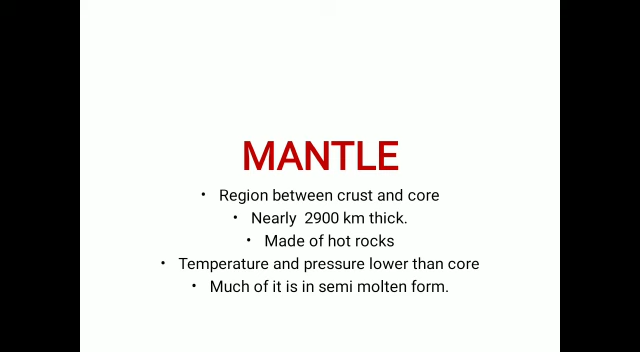 MANTLE
• Region between crust and core
• Nearly 2900 km thick.
• Made of hot rocks
• Temperature and pressure lower than core
• Much of it is in semi molten form.